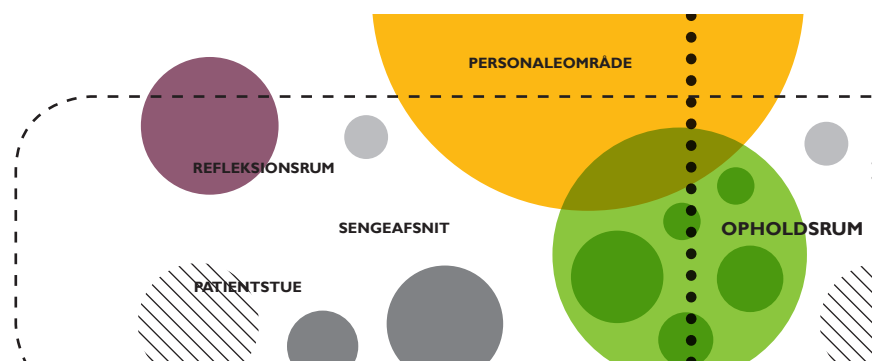 PERSONALEOMRÅDE
REFLEKSIONSRUM
SENGEAFSNIT
OPHOLDSRUM
PATIENTSTUE